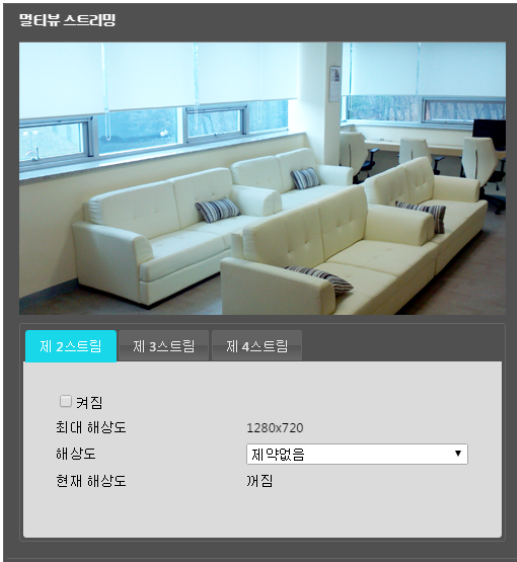 멀티뷰 스트리밍
제 2스트림 제 3스트림 제 4스트림
켜짐
최대 해상도 1280x720
해상도 제약없음
현재 해상도 꺼짐